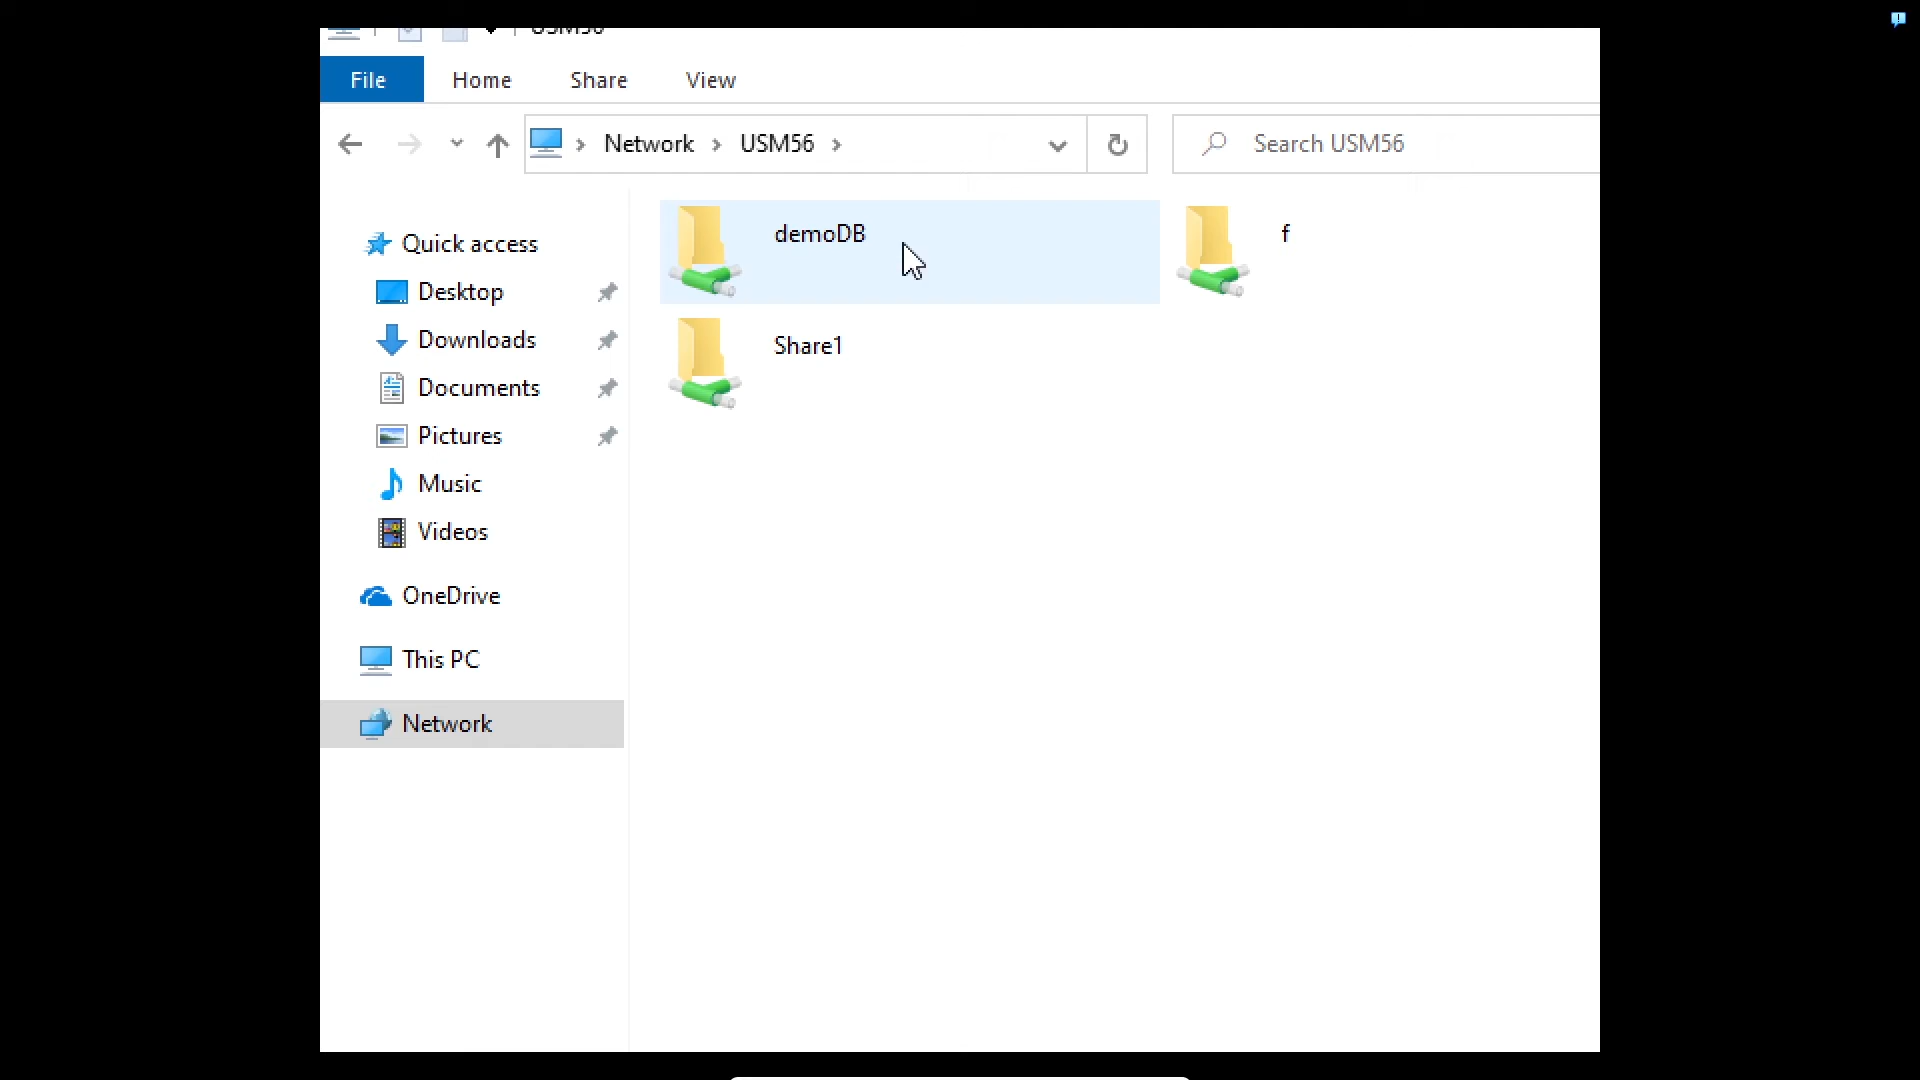 USM56
File Home Share View
Network USM56
Search USM56
Quick access
Desktop
Downloads
Documents
Pictures
Music
Videos
OneDrive
This PC
Network
demoDB
f
Share1